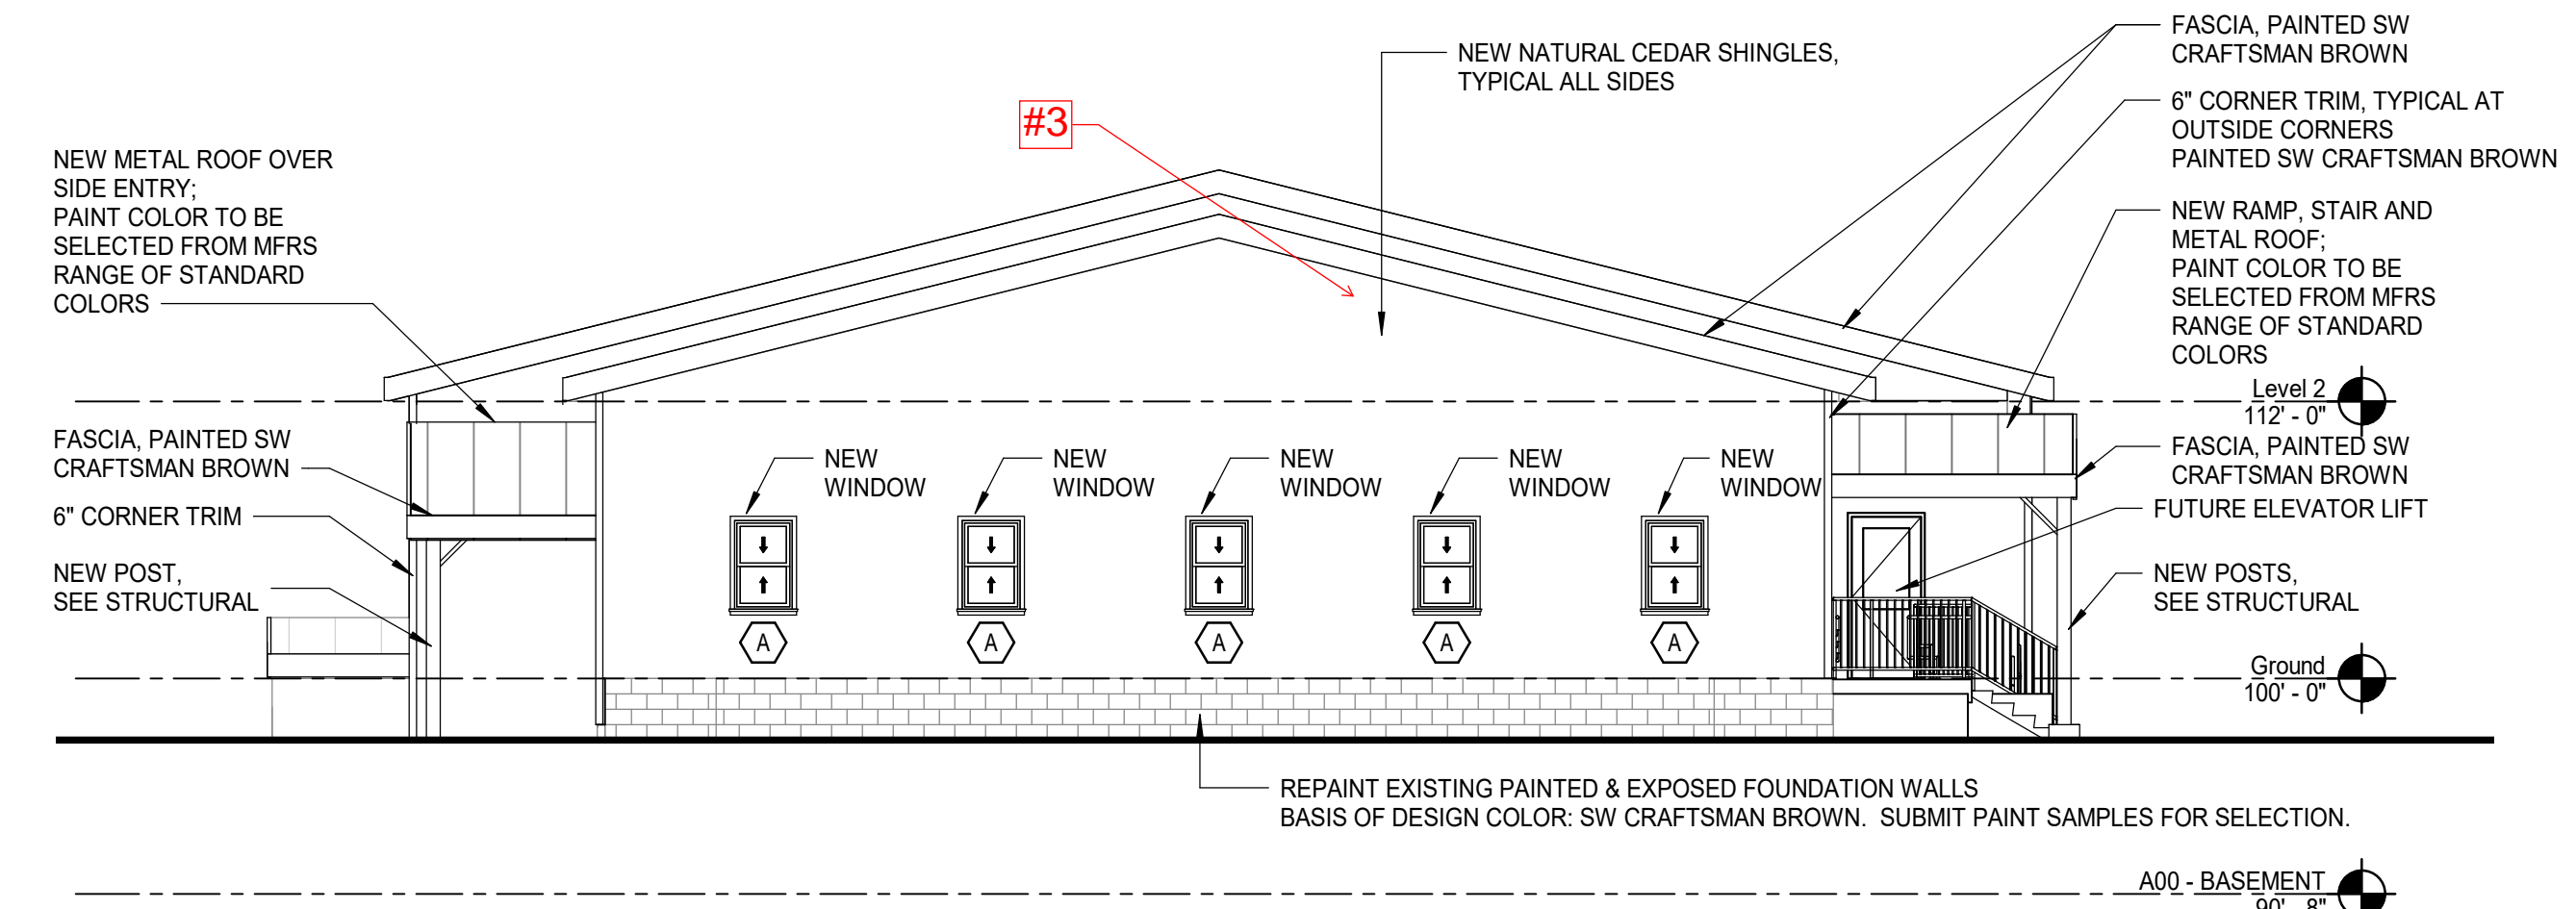 FASCIA, PAINTED SW
CRAFTSMAN BROWN
NEW NATURAL CEDAR SHINGLES,
TYPICAL ALL SIDES
#3
6" CORNER TRIM, TYPICAL AT
OUTSIDE CORNERS
PAINTED SW CRAFTSMAN BROWN
NEW METAL ROOF OVER
SIDE ENTRY;
PAINT COLOR TO BE
SELECTED FROM MFRS
RANGE OF STANDARD
COLORS
NEW RAMP, STAIR AND
METAL ROOF;
PAINT COLOR TO BE
SELECTED FROM MFRS
RANGE OF STANDARD
COLORS
Level 2
112' - 0"
FASCIA, PAINTED SW
CRAFTSMAN BROWN
6" CORNER TRIM
NEW POST,
SEE STRUCTURAL
NEW
WINDOW
NEW
WINDOW
NEW
WINDOW
NEW
WINDOW
NEW
WINDOW
FASCIA, PAINTED SW
CRAFTSMAN BROWN
FUTURE ELEVATOR LIFT
NEW POSTS,
SEE STRUCTURAL
A
A
A
A
A
Ground
100' - 0"
REPAINT EXISTING PAINTED & EXPOSED FOUNDATION WALLS
BASIS OF DESIGN COLOR: SW CRAFTSMAN BROWN. SUBMIT PAINT SAMPLES FOR SELECTION.
A00 - BASEMENT
90' - 8"